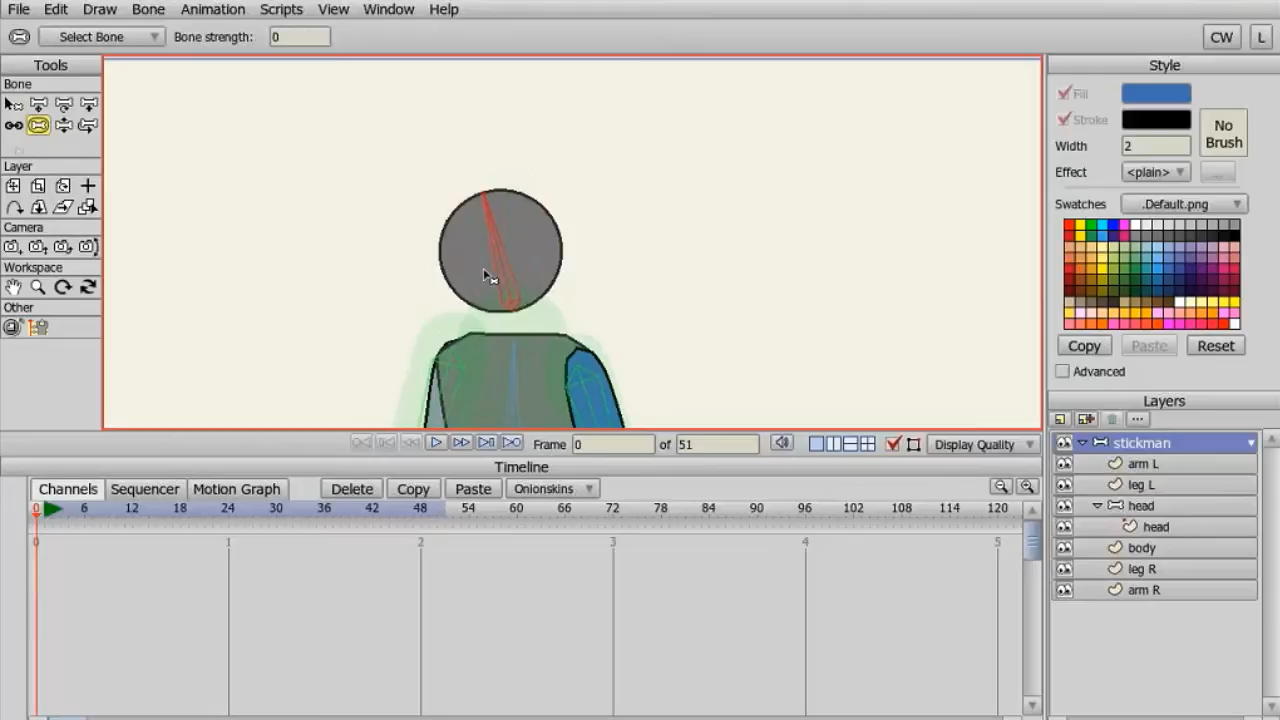 File Edit Draw Bone Animation Scripts View Window Help
Select Bone Bone strength: 0 CW L
Tools
Bone
Layer
Camera
Workspace
Other
Style
Fill
Stroke
No Brush
Width 2
Effect <plain> ...
Swatches .Default.png
Copy Paste Reset
Advanced
Layers
...
stickman
arm L
leg L
head
head
body
leg R
arm R
Frame 0 of 51 Display Quality
Timeline
Channels Sequencer Motion Graph Delete Copy Paste Onionskins
0 6 12 18 24 30 36 42 48 54 60 66 72 78 84 90 96 102 108 114 120
0 1 2 3 4 5